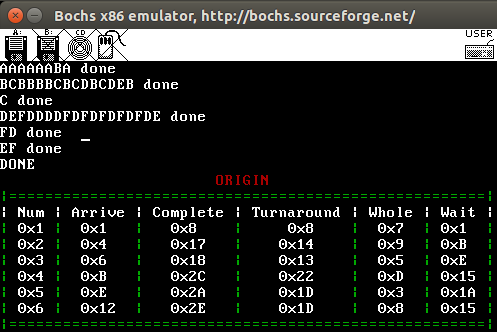 Bochs x86 emulator, http://bochs.sourceforge.net/
A: B: CD USER
AAAAAABA done
BCBBBBCBCBCDBCDEB done
C done
DEFDDDDFDFDFDFDFDFDE done
FD done _
EF done
DONE
ORIGIN
|=====================================================|
| Num | Arrive | Complete | Turnaround | Whole | Wait |
| 0x1 | 0x1 | 0x8 | 0x8 | 0x7 | 0x1 |
| 0x2 | 0x4 | 0x17 | 0x14 | 0x9 | 0xB |
| 0x3 | 0x6 | 0x18 | 0x13 | 0x5 | 0xE |
| 0x4 | 0xB | 0x2C | 0x22 | 0xD | 0x15 |
| 0x5 | 0xE | 0x2A | 0x1D | 0x3 | 0x1A |
| 0x6 | 0x12 | 0x2E | 0x1D | 0x8 | 0x15 |
|=====================================================|